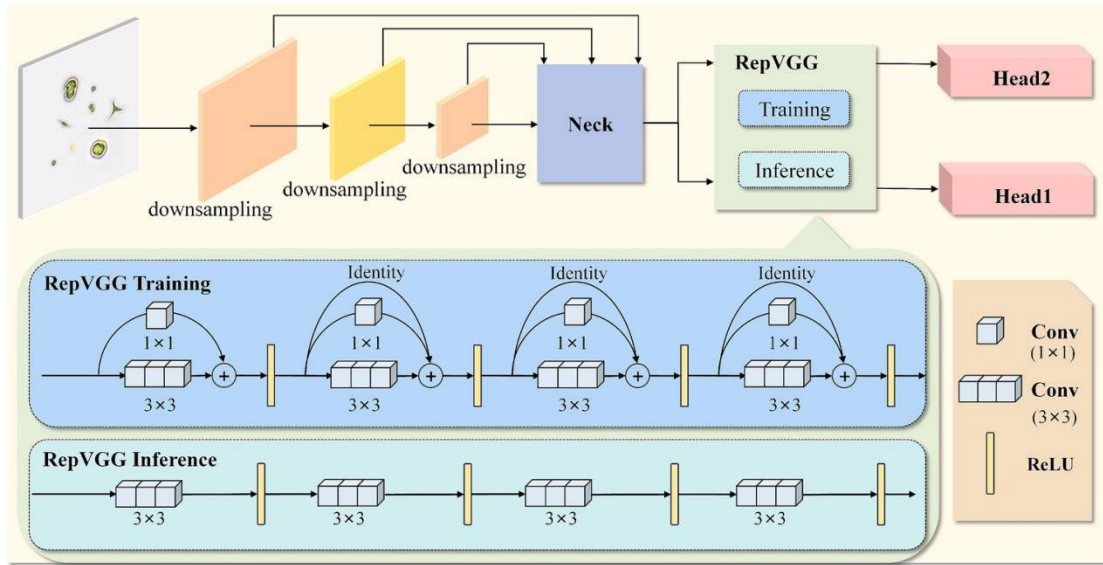 downsampling
downsampling
downsampling
Neck
RepVGG
Training
Inference
Head2
Head1
RepVGG Training
Identity
Identity
Identity
1×1
1×1
1×1
1×1
+
+
+
+
3×3
3×3
3×3
3×3
RepVGG Inference
3×3
3×3
3×3
3×3
Conv
(1×1)
Conv
(3×3)
ReLU